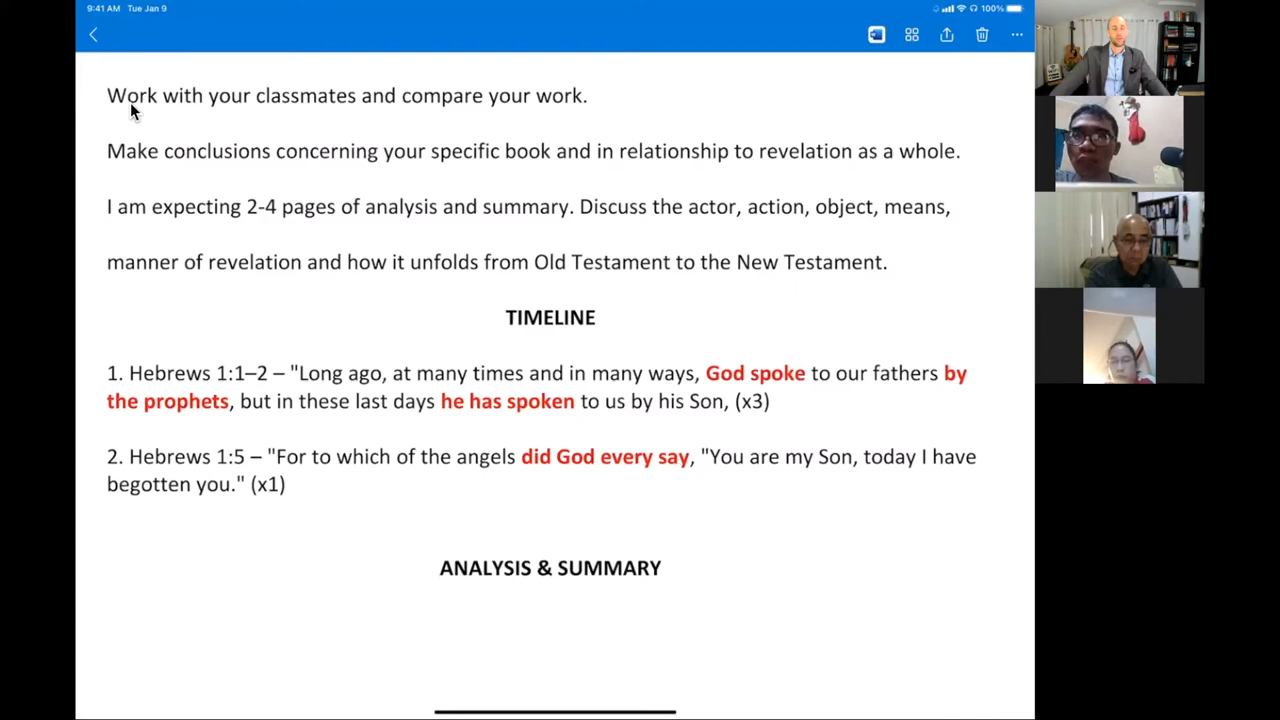 9:41 AM Tue Jan 9
100%
Work with your classmates and compare your work.
Make conclusions concerning your specific book and in relationship to revelation as a whole.
I am expecting 2-4 pages of analysis and summary. Discuss the actor, action, object, means,
manner of revelation and how it unfolds from Old Testament to the New Testament.
TIMELINE
1. Hebrews 1:1–2 – "Long ago, at many times and in many ways, God spoke to our fathers by
the prophets, but in these last days he has spoken to us by his Son, (x3)
2. Hebrews 1:5 – "For to which of the angels did God every say, "You are my Son, today I have
begotten you." (x1)
ANALYSIS & SUMMARY